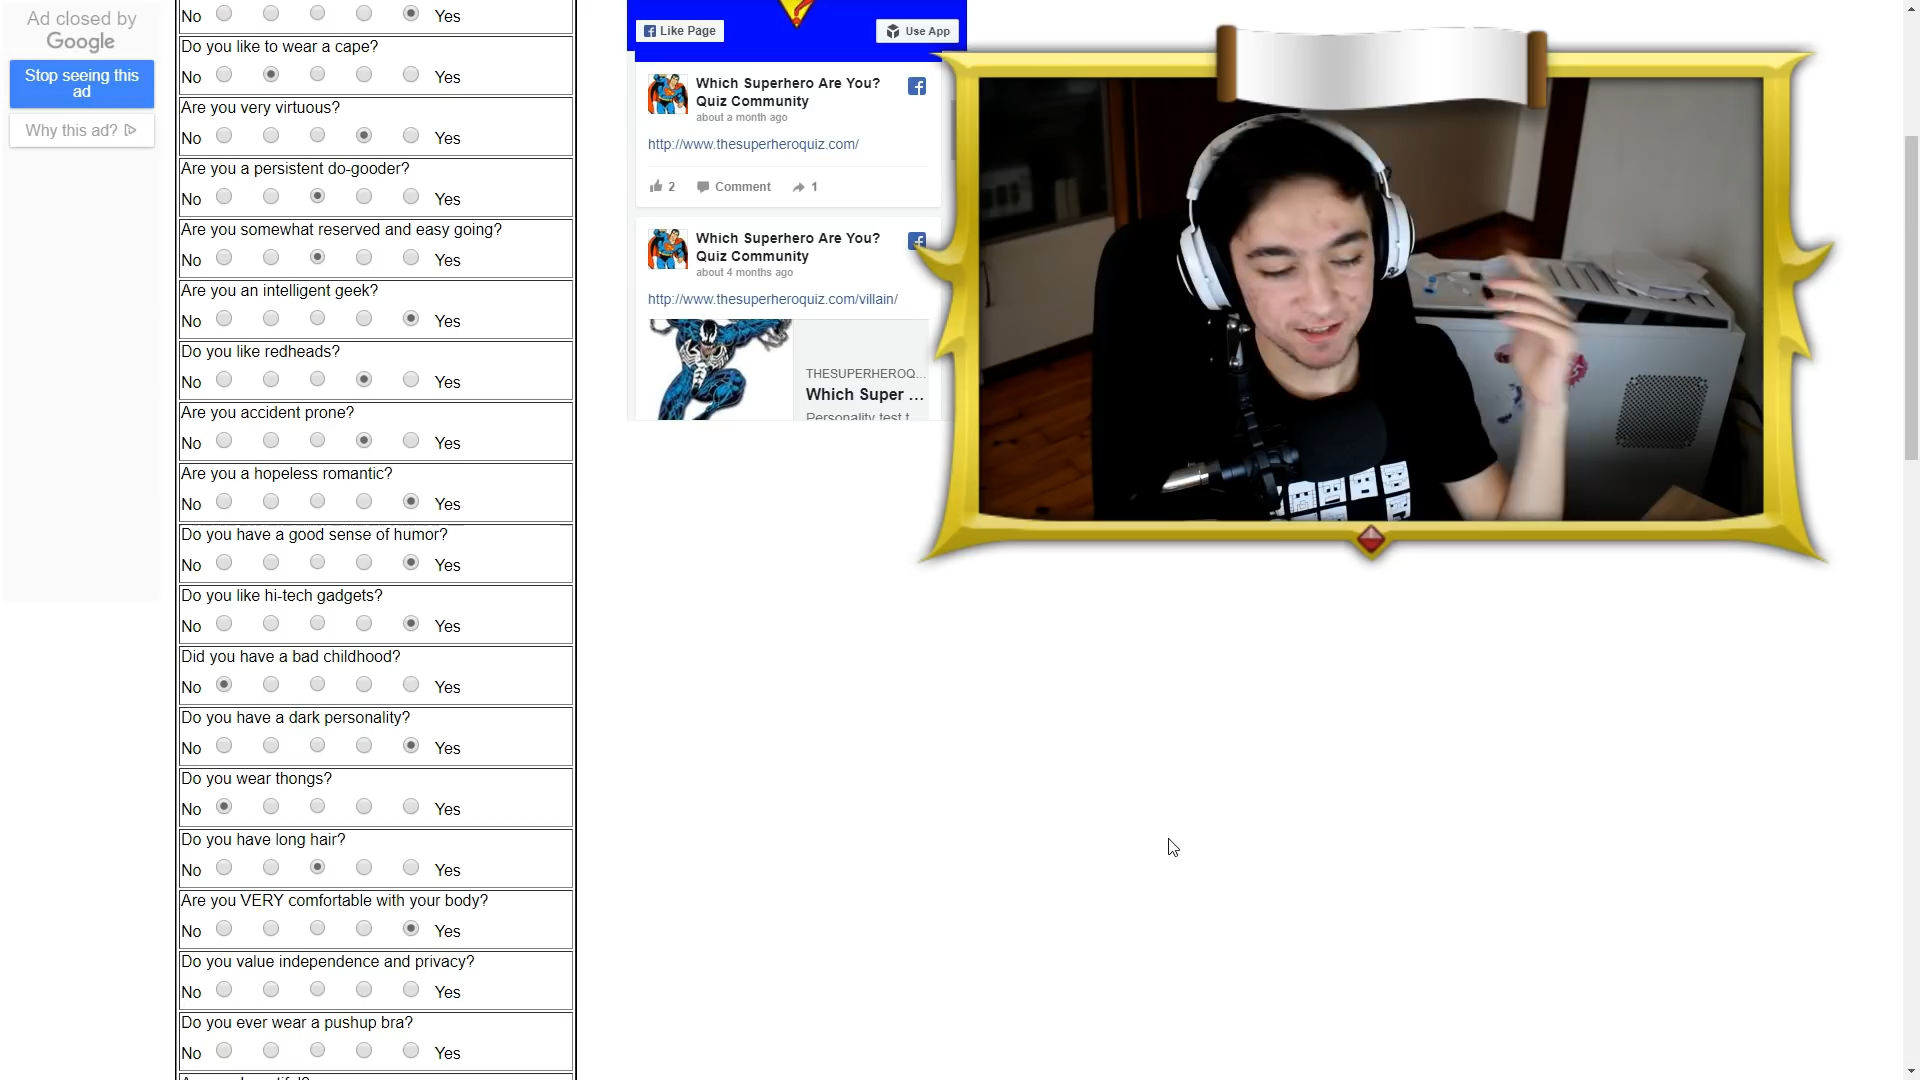 Ad closed by
Google
Stop seeing this
ad
Why this ad?
No Yes
Do you like to wear a cape?
No Yes
Are you very virtuous?
No Yes
Are you a persistent do-gooder?
No Yes
Are you somewhat reserved and easy going?
No Yes
Are you an intelligent geek?
No Yes
Do you like redheads?
No Yes
Are you accident prone?
No Yes
Are you a hopeless romantic?
No Yes
Do you have a good sense of humor?
No Yes
Do you like hi-tech gadgets?
No Yes
Did you have a bad childhood?
No Yes
Do you have a dark personality?
No Yes
Do you wear thongs?
No Yes
Do you have long hair?
No Yes
Are you VERY comfortable with your body?
No Yes
Do you value independence and privacy?
No Yes
Do you ever wear a pushup bra?
No Yes
Like Page
Use App
Which Superhero Are You?
Quiz Community
about a month ago
http://www.thesuperheroquiz.com/
2 Comment 1
Which Superhero Are You?
Quiz Community
about 4 months ago
http://www.thesuperheroquiz.com/villain/
THESUPERHEROQ...
Which Super ...
Personality test t